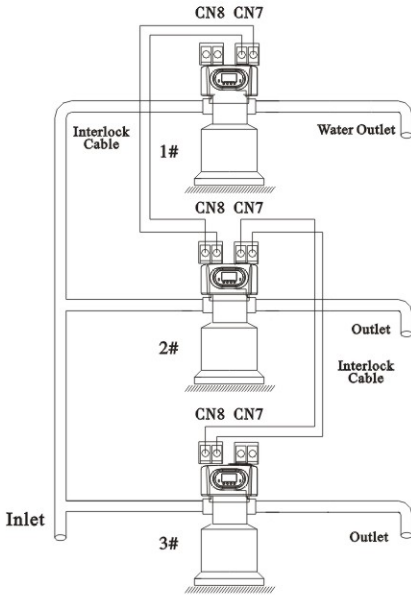 CN8 CN7
Interlock
Cable
1#
Water Outlet
CN8 CN7
2#
Outlet
Interlock
Cable
CN8 CN7
Inlet
3#
Outlet